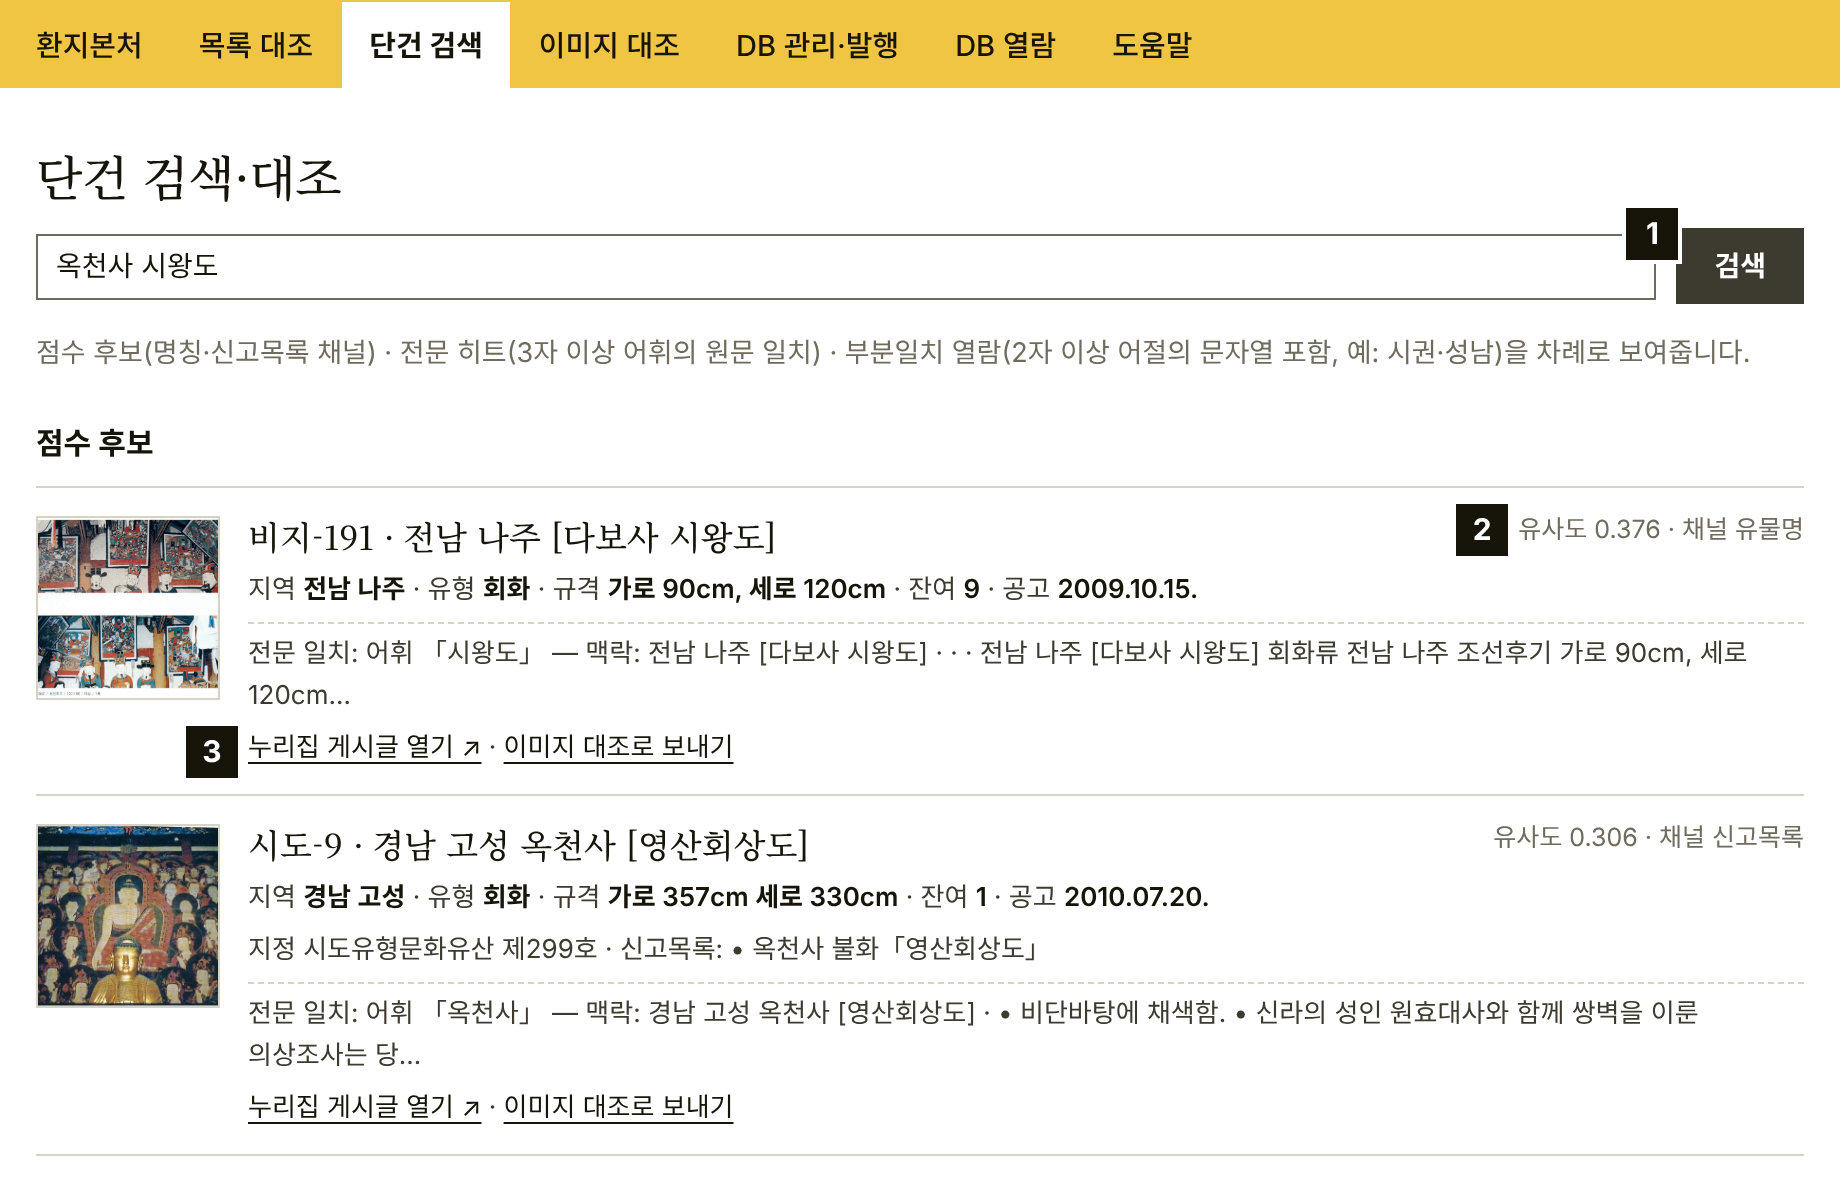 환지본처 목록 대조 단건 검색 이미지 대조 DB 관리·발행 DB 열람 도움말
단건 검색·대조
1
옥천사 시왕도 검색
점수 후보(명칭·신고목록 채널) · 전문 히트(3자 이상 어휘의 원문 일치) · 부분일치 열람(2자 이상 어절의 문자열 포함, 예: 시권·성남)을 차례로 보여줍니다.
점수 후보
비지-191 · 전남 나주 [다보사 시왕도] 2 유사도 0.376 · 채널 유물명
지역 전남 나주 · 유형 회화 · 규격 가로 90cm, 세로 120cm · 잔여 9 · 공고 2009.10.15.
전문 일치: 어휘 「시왕도」 — 맥락: 전남 나주 [다보사 시왕도] · · · 전남 나주 [다보사 시왕도] 회화류 전남 나주 조선후기 가로 90cm, 세로
120cm…
3 누리집 게시글 열기 ↗ · 이미지 대조로 보내기
시도-9 · 경남 고성 옥천사 [영산회상도] 유사도 0.306 · 채널 신고목록
지역 경남 고성 · 유형 회화 · 규격 가로 357cm 세로 330cm · 잔여 1 · 공고 2010.07.20.
지정 시도유형문화유산 제299호 · 신고목록: • 옥천사 불화「영산회상도」
전문 일치: 어휘 「옥천사」 — 맥락: 경남 고성 옥천사 [영산회상도] · • 비단바탕에 채색함. • 신라의 성인 원효대사와 함께 쌍벽을 이룬
의상조사는 당…
누리집 게시글 열기 ↗ · 이미지 대조로 보내기